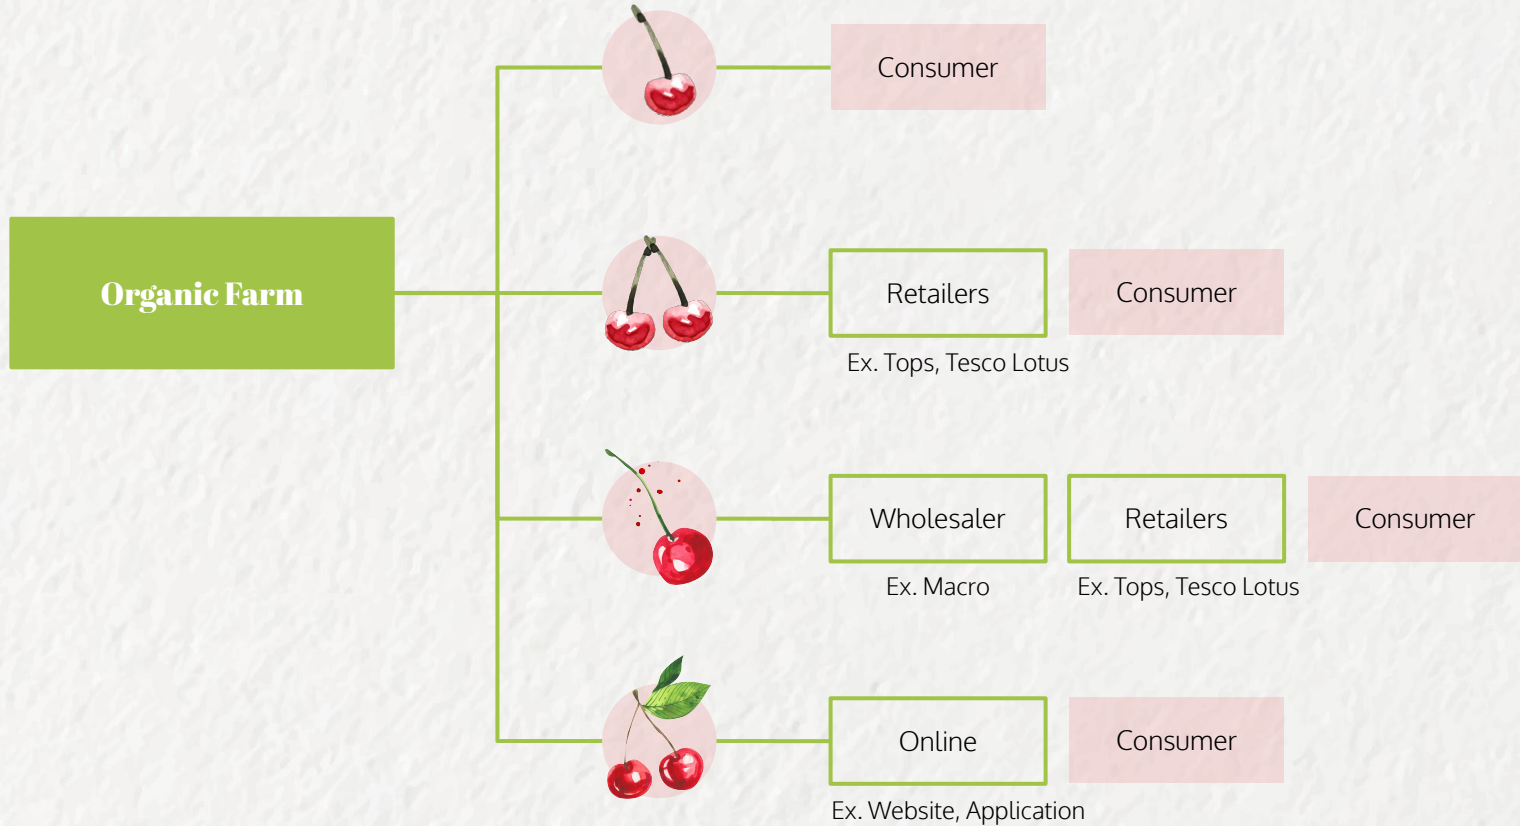 Consumer
Organic Farm
Retailers
Consumer
Ex. Tops, Tesco Lotus
Wholesaler
Retailers
Consumer
Ex. Macro
Ex. Tops, Tesco Lotus
Online
Consumer
Ex. Website, Application